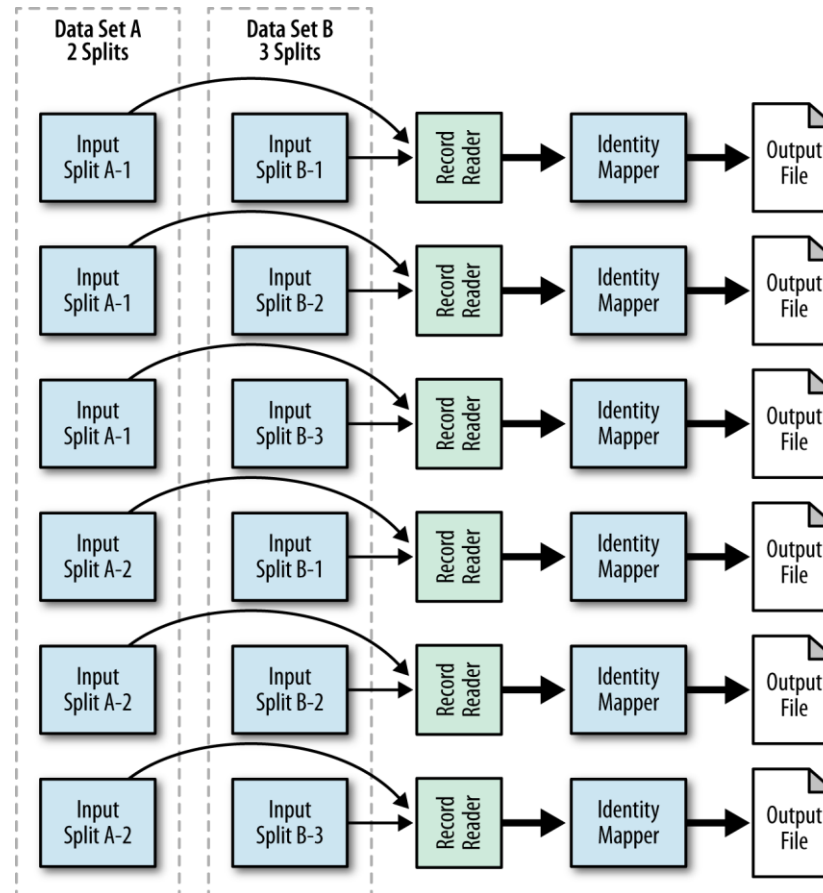 Data Set A
2 Splits
Data Set B
3 Splits
Input
Split A-1
Input
Split B-1
Record
Reader
Identity
Mapper
Output
File
Input
Split A-1
Input
Split B-2
Record
Reader
Identity
Mapper
Output
File
Input
Split A-1
Input
Split B-3
Record
Reader
Identity
Mapper
Output
File
Input
Split A-2
Input
Split B-1
Record
Reader
Identity
Mapper
Output
File
Input
Split A-2
Input
Split B-2
Record
Reader
Identity
Mapper
Output
File
Input
Split A-2
Input
Split B-3
Record
Reader
Identity
Mapper
Output
File